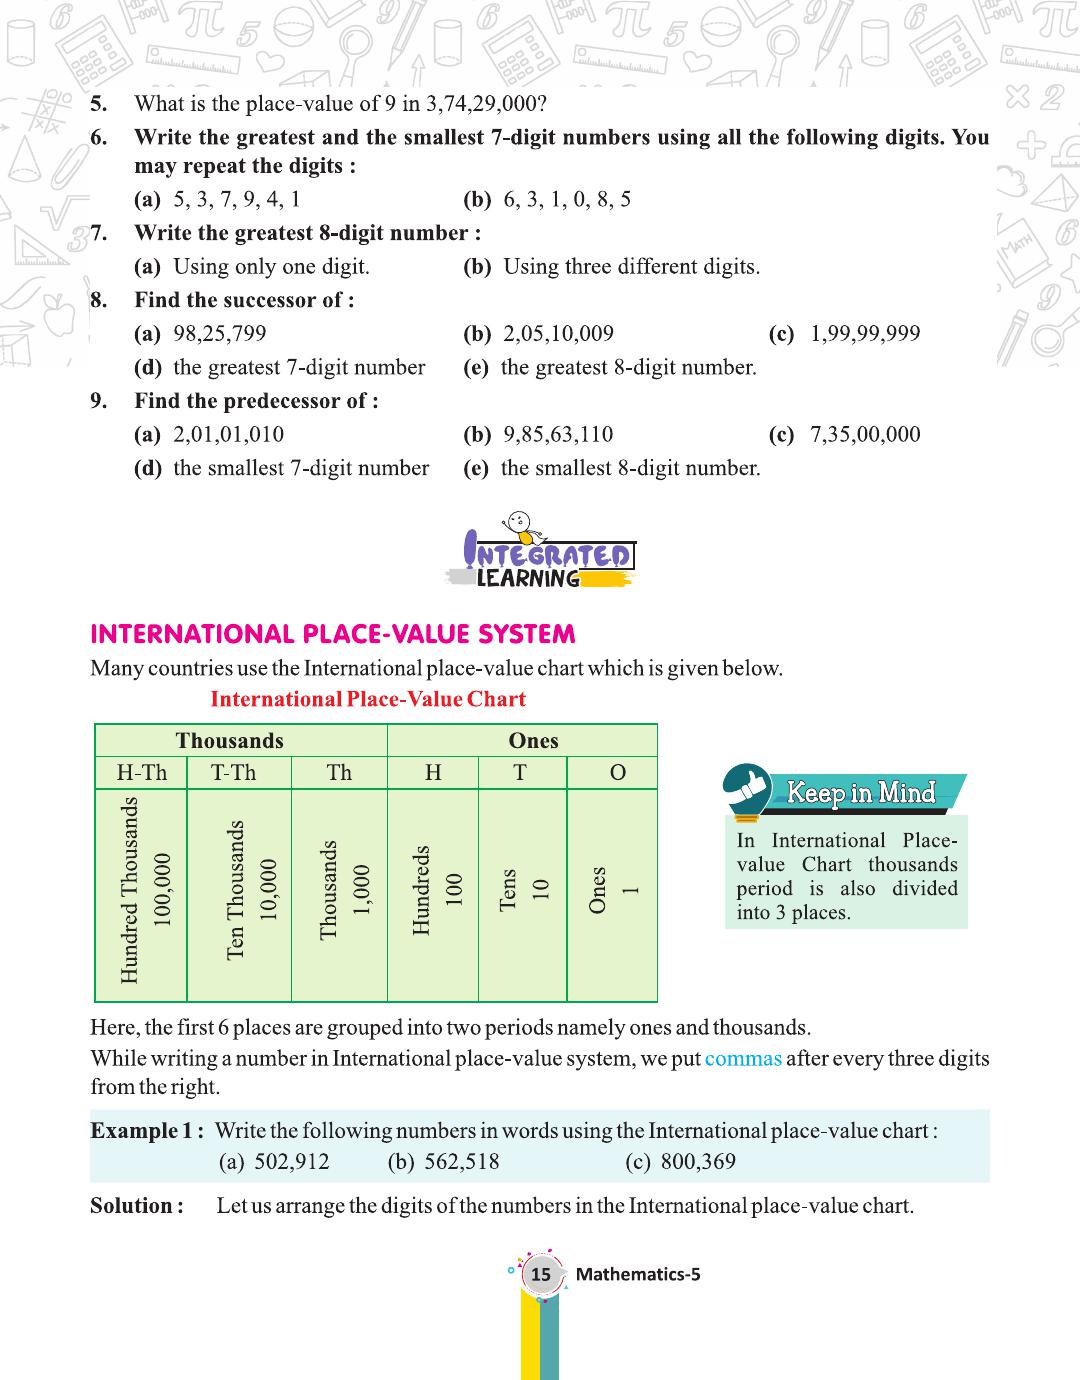 5. What is the place-value of 9 in 3,74,29,000?
6. Write the greatest and the smallest 7-digit numbers using all the following digits. You
may repeat the digits :
(a) 5, 3, 7, 9, 4, 1 (b) 6, 3, 1, 0, 8, 5
7. Write the greatest 8-digit number :
(a) Using only one digit. (b) Using three different digits.
8. Find the successor of :
(a) 98,25,799 (b) 2,05,10,009 (c) 1,99,99,999
(d) the greatest 7-digit number (e) the greatest 8-digit number.
9. Find the predecessor of :
(a) 2,01,01,010 (b) 9,85,63,110 (c) 7,35,00,000
(d) the smallest 7-digit number (e) the smallest 8-digit number.
INTEGRATED
LEARNING
INTERNATIONAL PLACE-VALUE SYSTEM
Many countries use the International place-value chart which is given below.
International Place-Value Chart
Thousands Ones
H-Th T-Th Th H T O
Hundred Thousands
100,000
Ten Thousands
10,000
Thousands
1,000
Hundreds
100
Tens
10
Ones
1
Keep in Mind
In International Place-
value Chart thousands
period is also divided
into 3 places.
Here, the first 6 places are grouped into two periods namely ones and thousands.
While writing a number in International place-value system, we put commas after every three digits
from the right.
Example 1 : Write the following numbers in words using the International place-value chart :
(a) 502,912 (b) 562,518 (c) 800,369
Solution : Let us arrange the digits of the numbers in the International place-value chart.
15 Mathematics-5